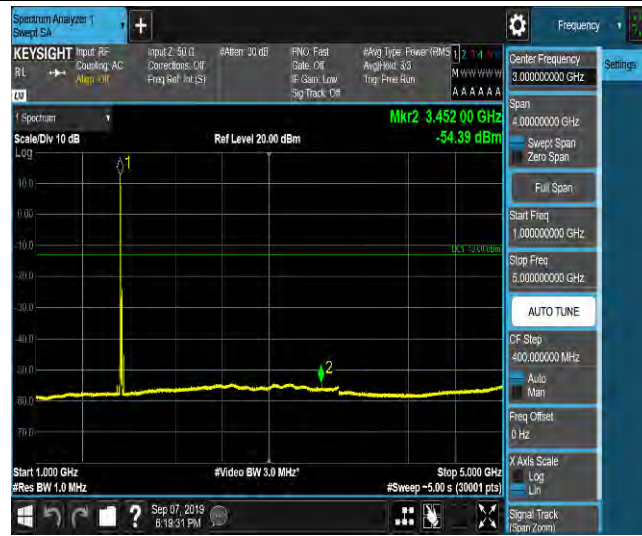 Spectrum Analyzer 1
Swept SA
+
Frequency
KEYSIGHT
RL
Input: RF
Coupling: AC
Align: Off
Input Z: 50 Ω
Corrections: Off
Freq Ref: Int (S)
#Atten: 30 dB
PNO: Fast
Gate: Off
IF Gain: Low
Sig Track: Off
#Avg Type: Power (RMS
Avg|Hold: 3/3
Trig: Free Run
M W W W W W
A A A A A A
1 Spectrum
Scale/Div 10 dB
Ref Level 20.00 dBm
Mkr2 3.452 00 GHz
-54.39 dBm
Log
1
10.0
0.00
-10.0
DL1 -13.00 dBm
-20.0
-30.0
-40.0
-50.0
2
-60.0
-70.0
Start 1.000 GHz
#Video BW 3.0 MHz*
Stop 5.000 GHz
#Res BW 1.0 MHz
#Sweep ~5.00 s (30001 pts)
Sep 07, 2019
6:19:31 PM
?
Center Frequency
3.000000000 GHz
Settings
Span
4.00000000 GHz
Swept Span
Zero Span
Full Span
Start Freq
1.000000000 GHz
Stop Freq
5.000000000 GHz
AUTO TUNE
CF Step
400.000000 MHz
Auto
Man
Freq Offset
0 Hz
X Axis Scale
Log
Lin
Signal Track
(Span Zoom)